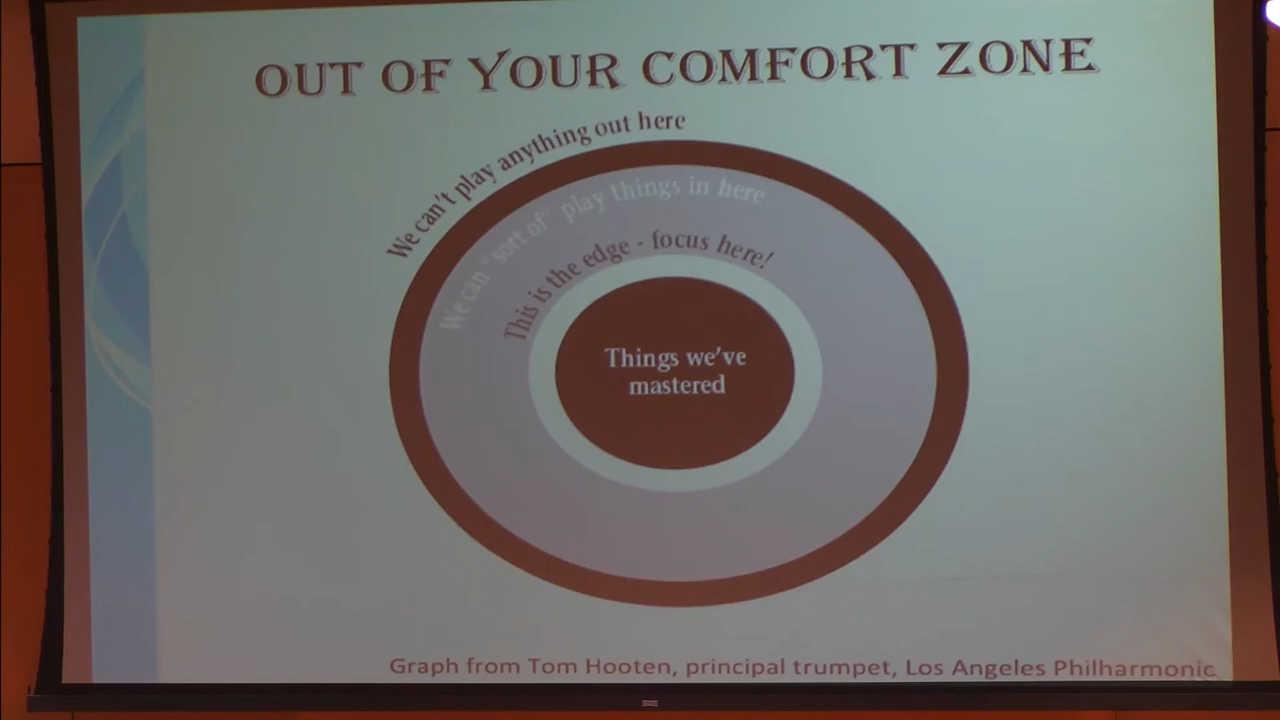 OUT OF YOUR COMFORT ZONE
We can't play anything out here
We can "sort of" play things in here
This is the edge - focus here!
Things we've
mastered
Graph from Tom Hooten, principal trumpet, Los Angeles Philharmonic